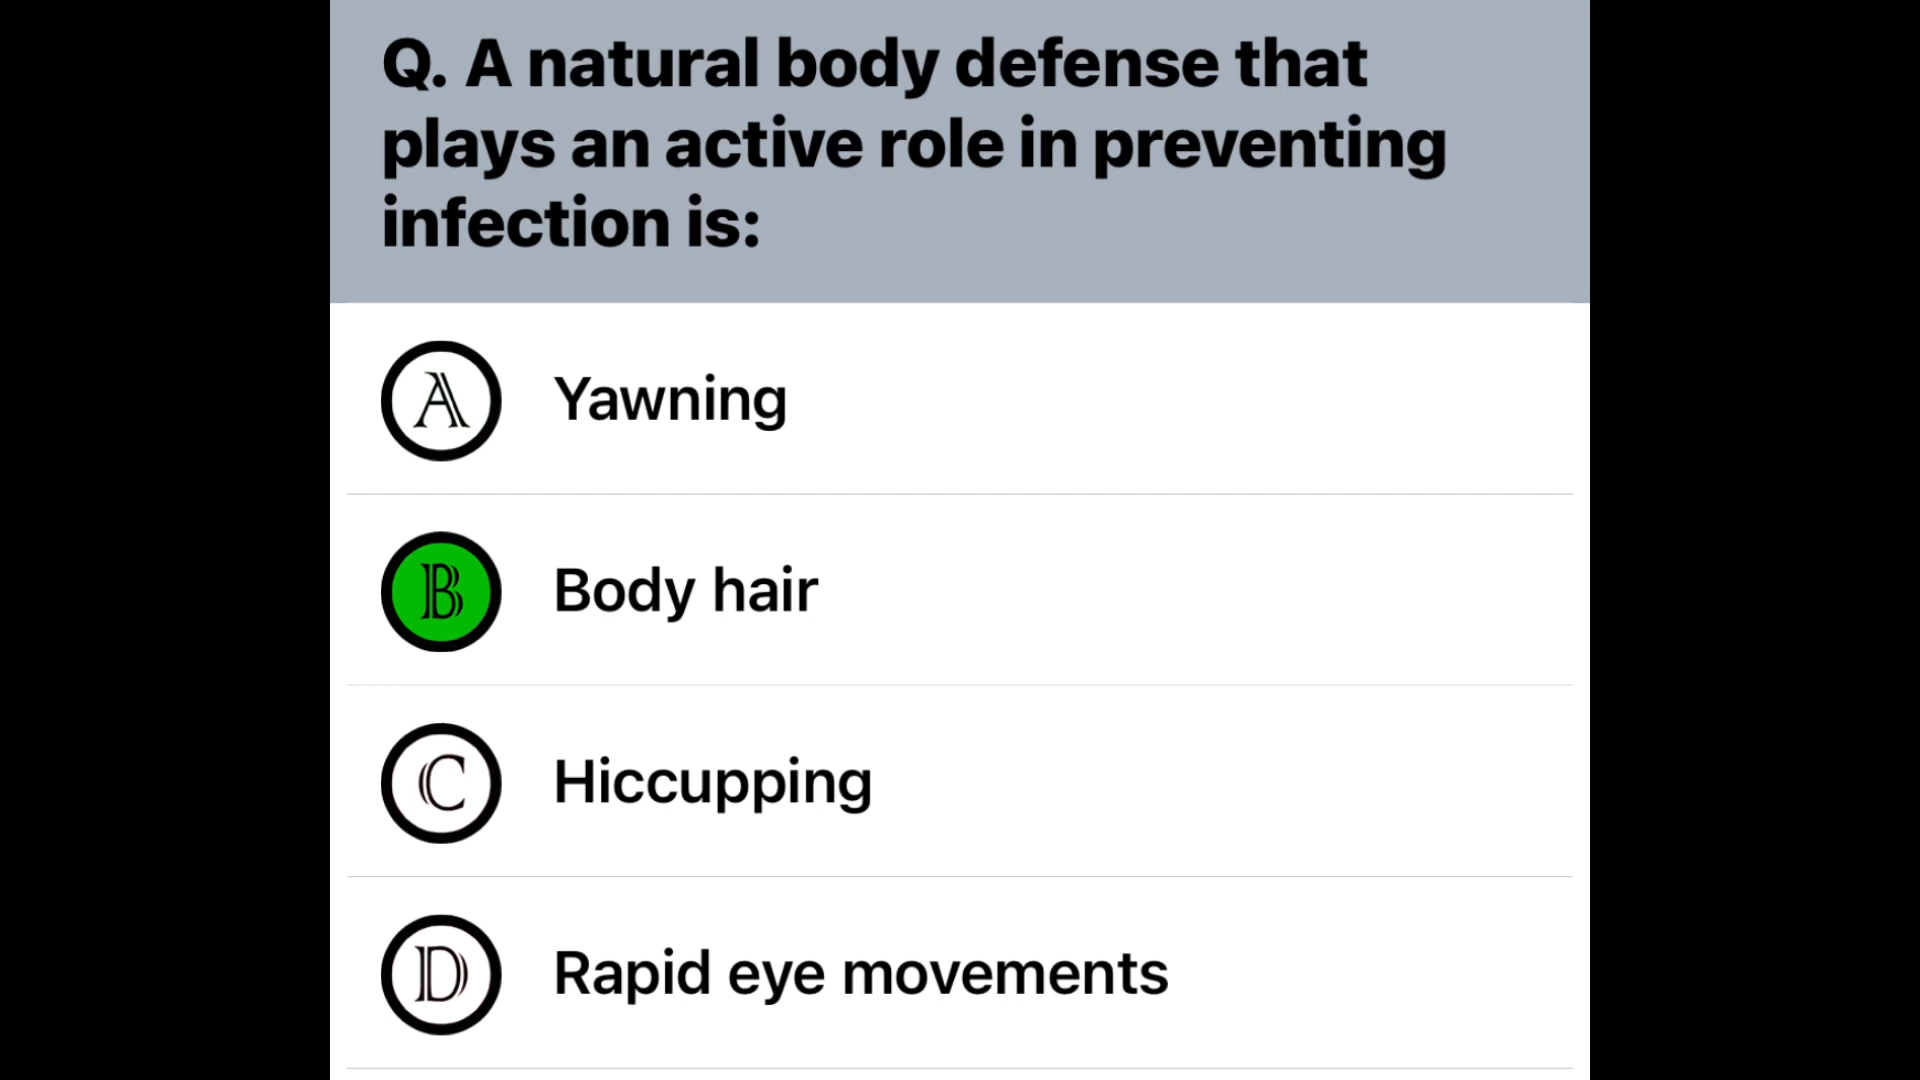 Q. A natural body defense that
plays an active role in preventing
infection is:
A Yawning
B Body hair
C Hiccupping
D Rapid eye movements